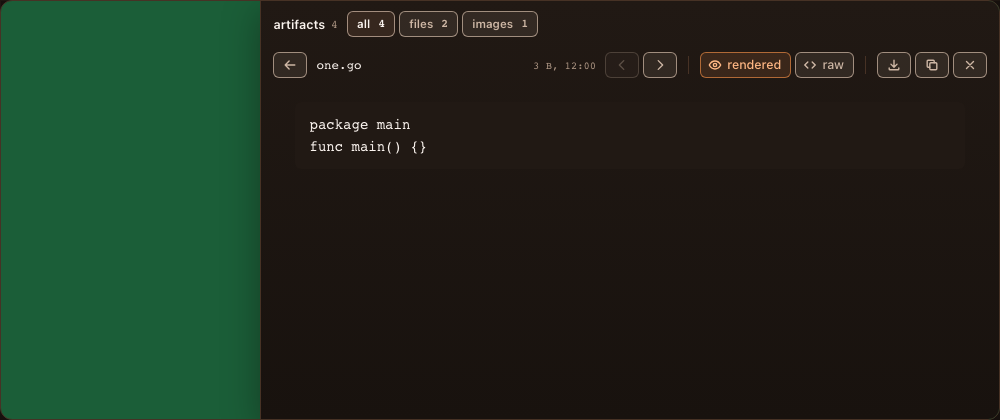 artifacts 4 all 4 files 2 images 1
one.go 3 B, 12:00 rendered raw
package main
func main() {}